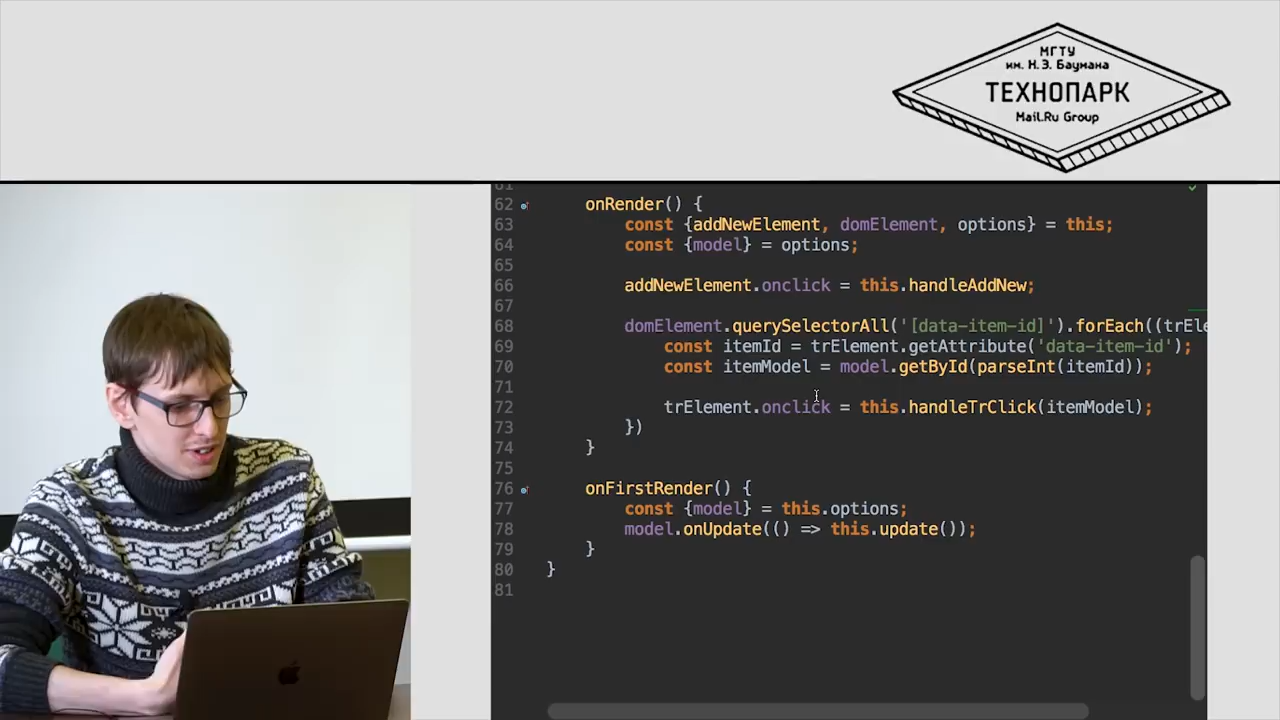 МГТУ
им. Н.Э. Баумана
ТЕХНОПАРК
Mail.Ru Group
61
62 onRender() {
63 const {addNewElement, domElement, options} = this;
64 const {model} = options;
65
66 addNewElement.onclick = this.handleAddNew;
67
68 domElement.querySelectorAll('[data-item-id]').forEach((trEle
69 const itemId = trElement.getAttribute('data-item-id');
70 const itemModel = model.getById(parseInt(itemId));
71
72 trElement.onclick = this.handleTrClick(itemModel);
73 })
74 }
75
76 onFirstRender() {
77 const {model} = this.options;
78 model.onUpdate(() => this.update());
79 }
80 }
81